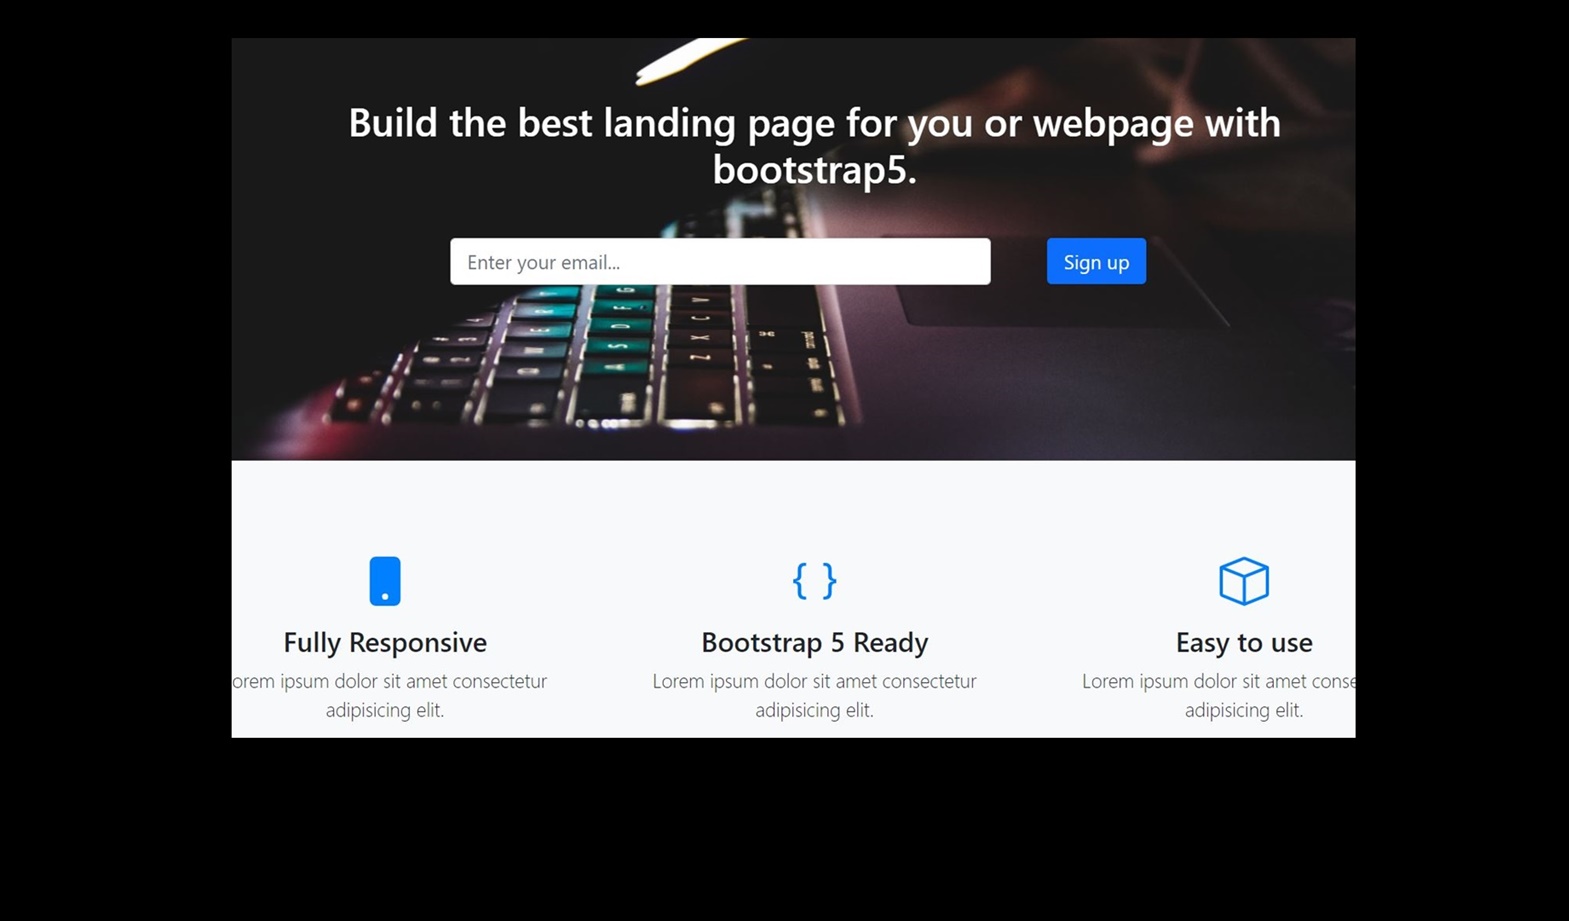 Build the best landing page for you or webpage with
bootstrap5.
Enter your email...
Sign up
Fully Responsive
Bootstrap 5 Ready
Easy to use
orem ipsum dolor sit amet consectetur
adipisicing elit.
Lorem ipsum dolor sit amet consectetur
adipisicing elit.
Lorem ipsum dolor sit amet conse
adipisicing elit.